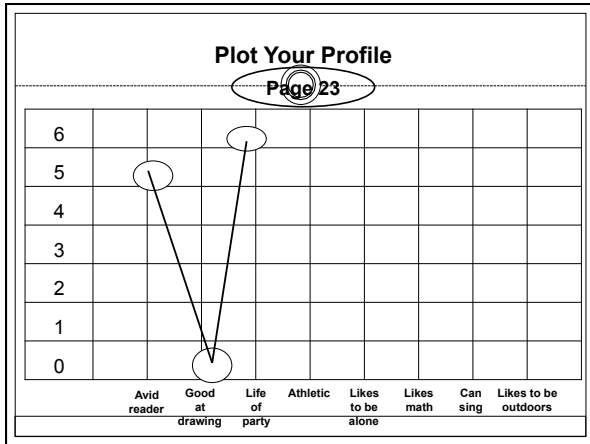 Plot Your Profile
Page 23
6
5
4
3
2
1
0
Avid
reader
Good
at
drawing
Life
of
party
Athletic
Likes
to be
alone
Likes
math
Can
sing
Likes to be
outdoors